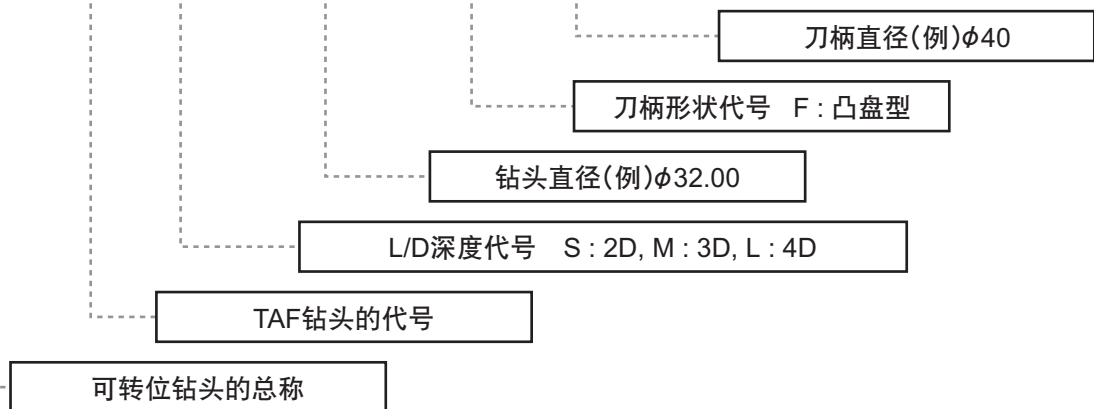 刀柄直径(例)φ40
刀柄形状代号 F : 凸盘型
钻头直径(例)φ32.00
L/D深度代号 S : 2D, M : 3D, L : 4D
TAF钻头的代号
可转位钻头的总称